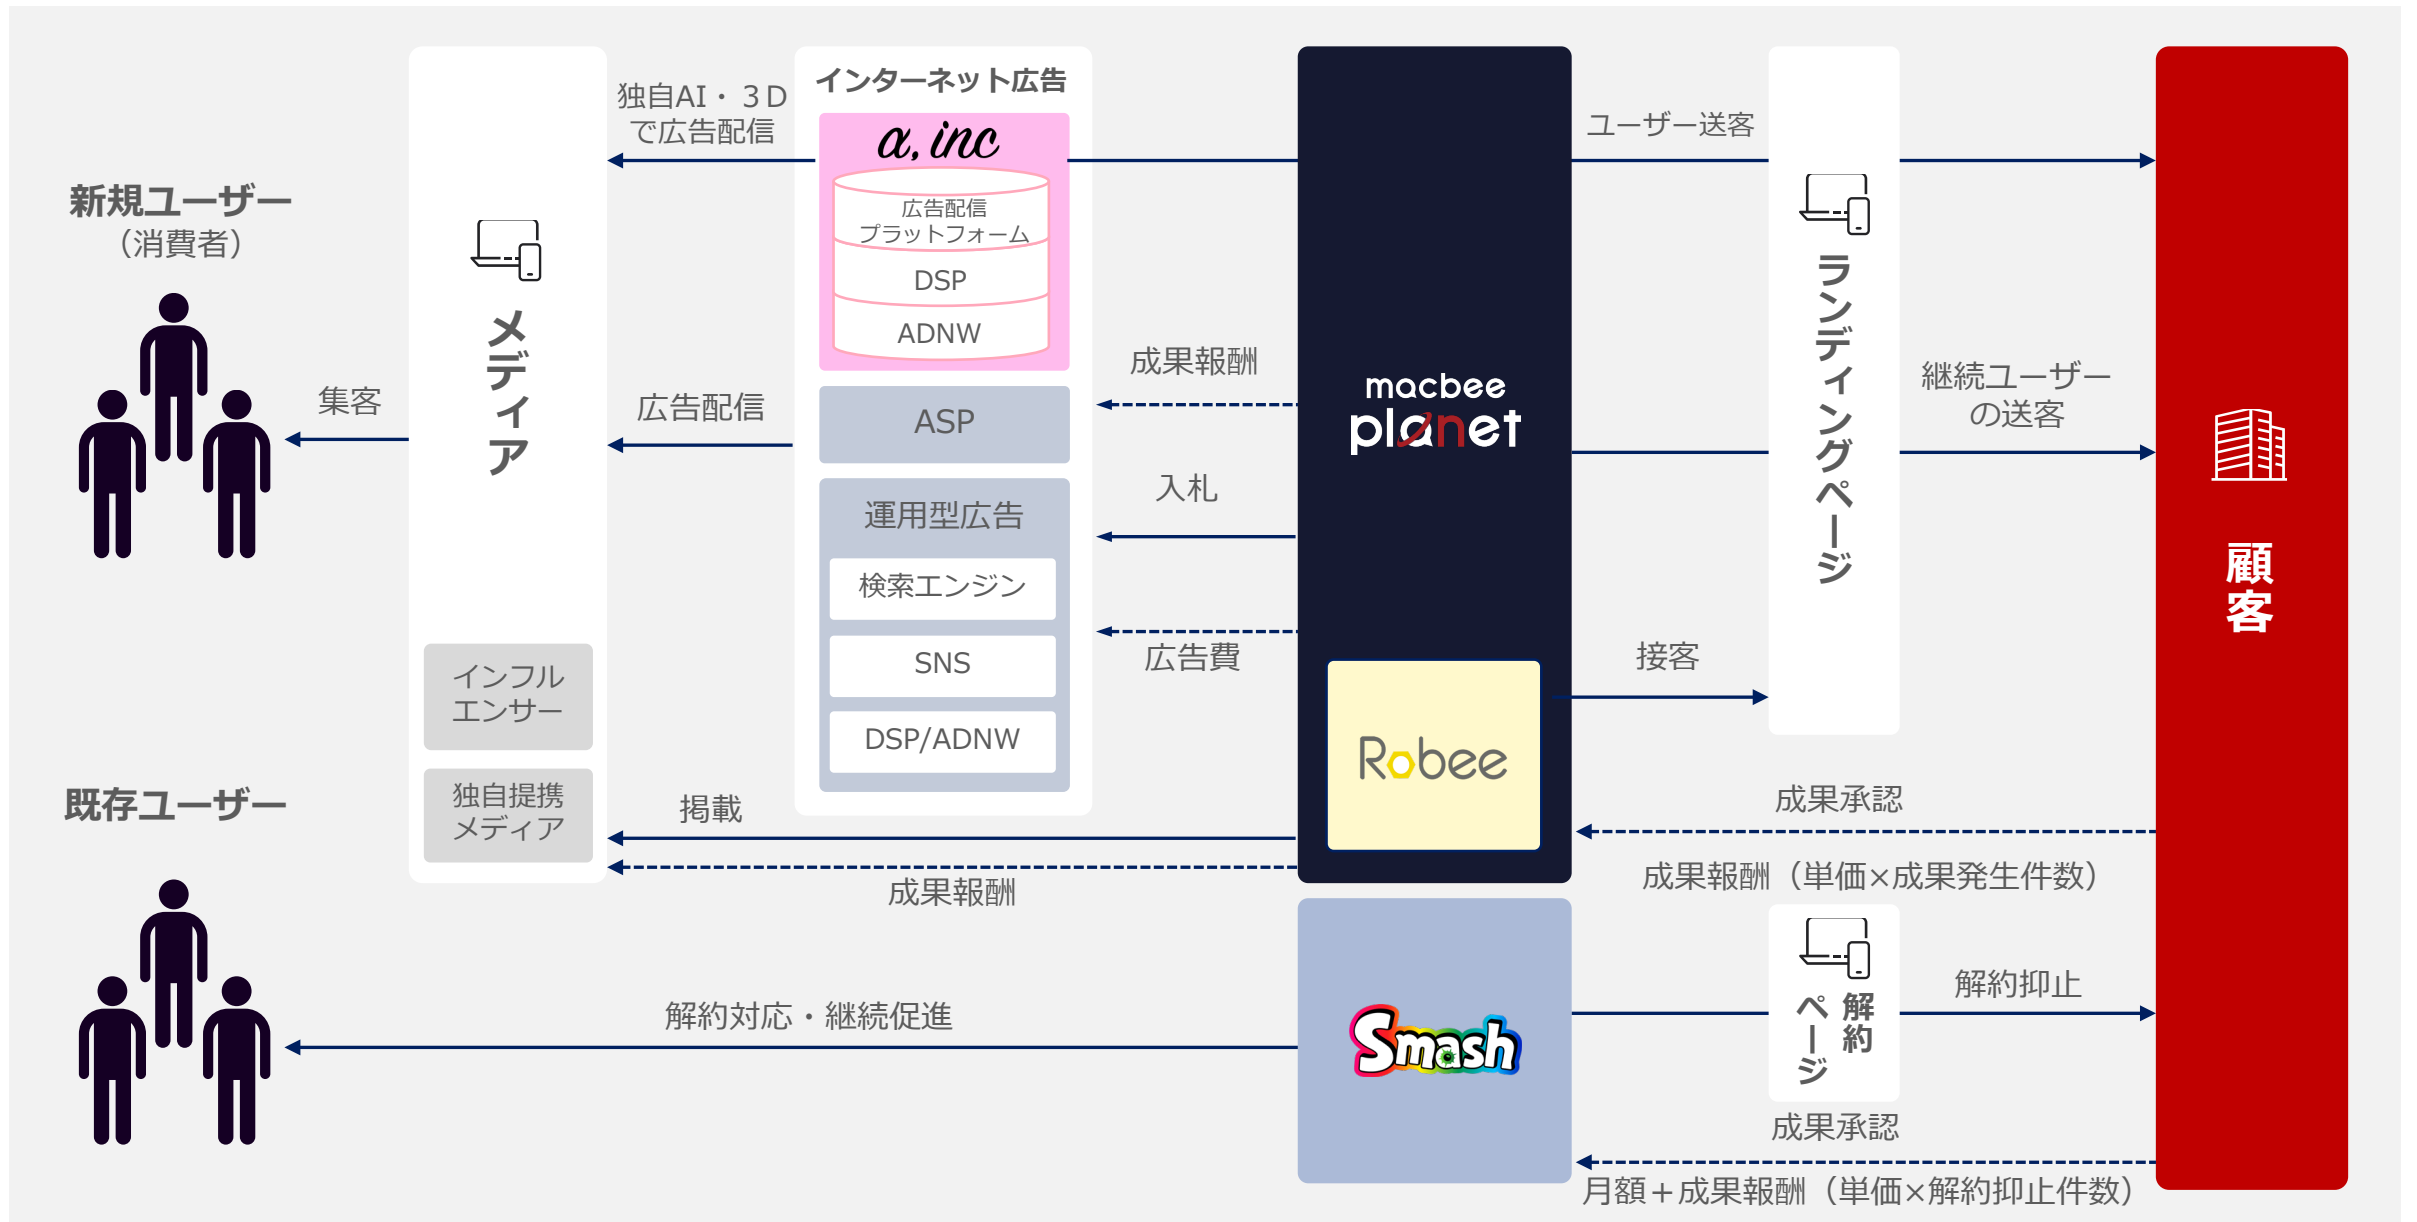 新規ユーザー
（消費者）
集客
既存ユーザー
メディア
インフル
エンサー
独自提携
メディア
独自AI・３D
で広告配信
広告配信
掲載
成果報酬
解約対応・継続促進
インターネット広告
α, inc
広告配信
プラットフォーム
DSP
ADNW
ASP
運用型広告
検索エンジン
SNS
DSP/ADNW
成果報酬
入札
広告費
macbee
planet
Robee
Smash
ユーザー送客
接客
ランディングページ
継続ユーザー
の送客
成果承認
成果報酬（単価×成果発生件数）
解約
ページ
解約抑止
成果承認
月額＋成果報酬（単価×解約抑止件数）
顧客